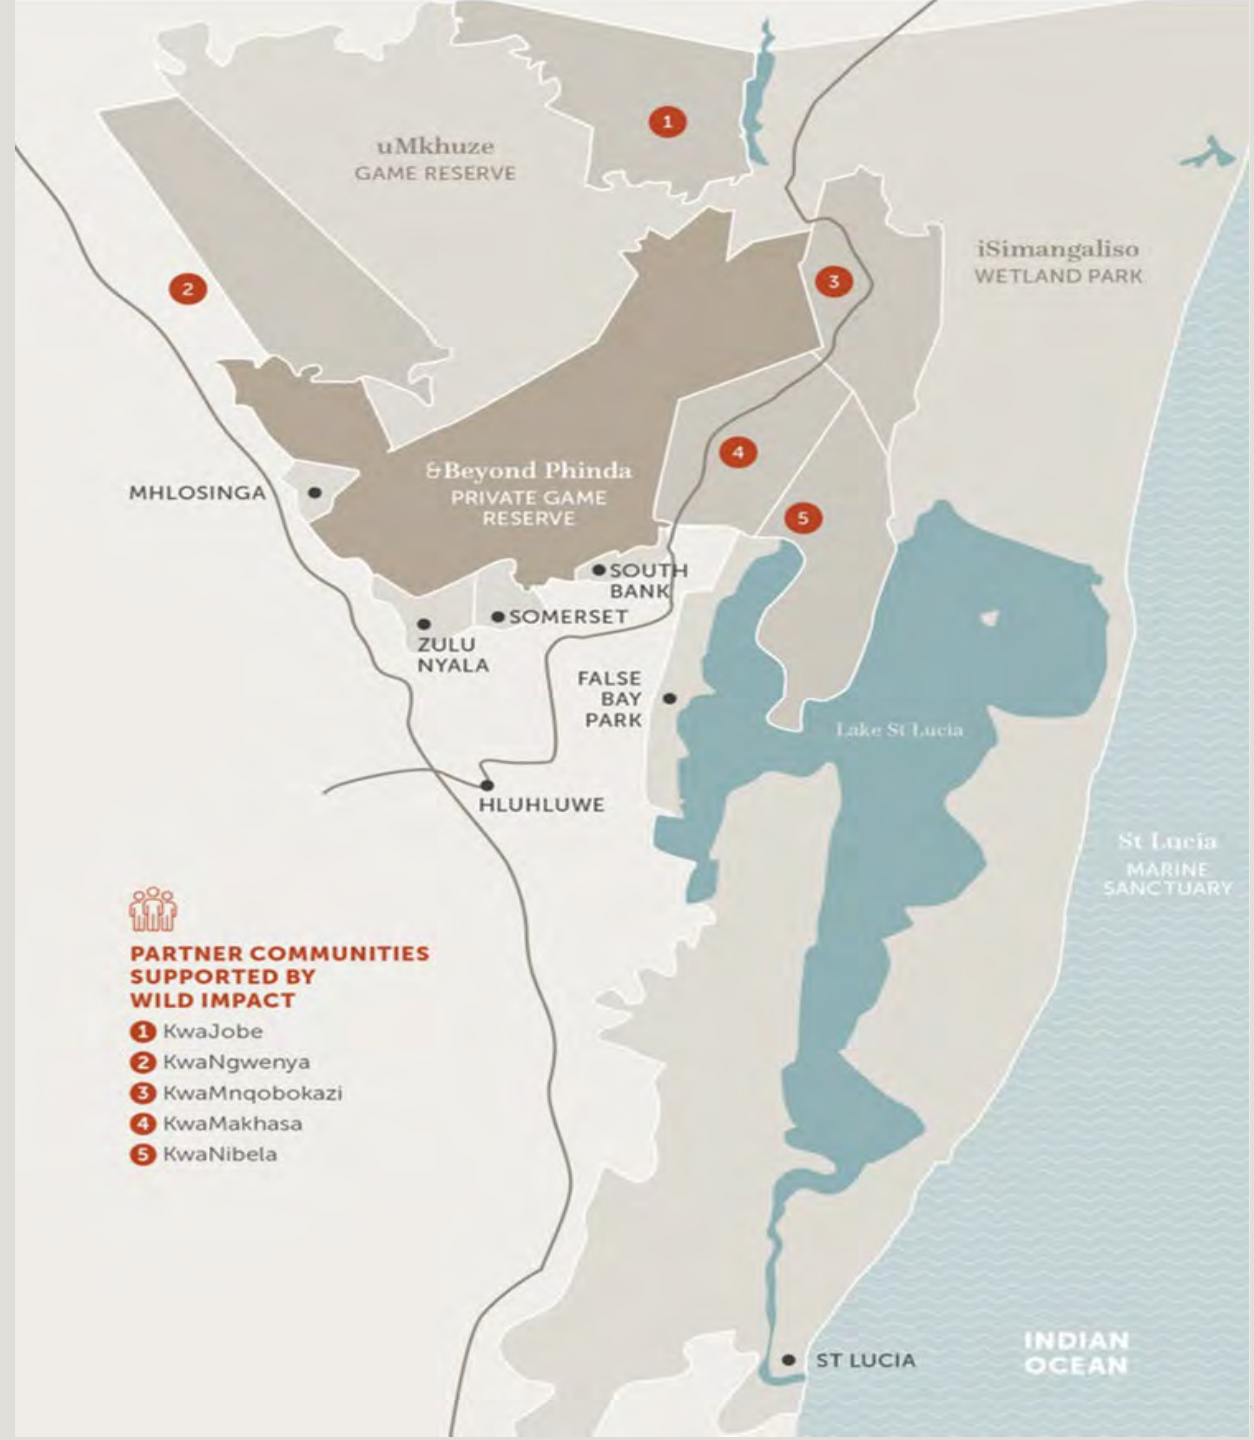 1
uMkhuze
GAME RESERVE
iSimangaliso
WETLAND PARK
2
3
4
&Beyond Phinda
PRIVATE GAME
RESERVE
MHLOSINGA
5
SOUTH
BANK
SOMERSET
ZULU
NYALA
FALSE
BAY
PARK
Lake St Lucia
HLUHLUWE
St Lucia
MARINE
SANCTUARY
PARTNER COMMUNITIES
SUPPORTED BY
WILD IMPACT
1 KwaJobe
2 KwaNgwenya
3 KwaMnqobokazi
4 KwaMakhasa
5 KwaNibela
INDIAN
OCEAN
ST LUCIA